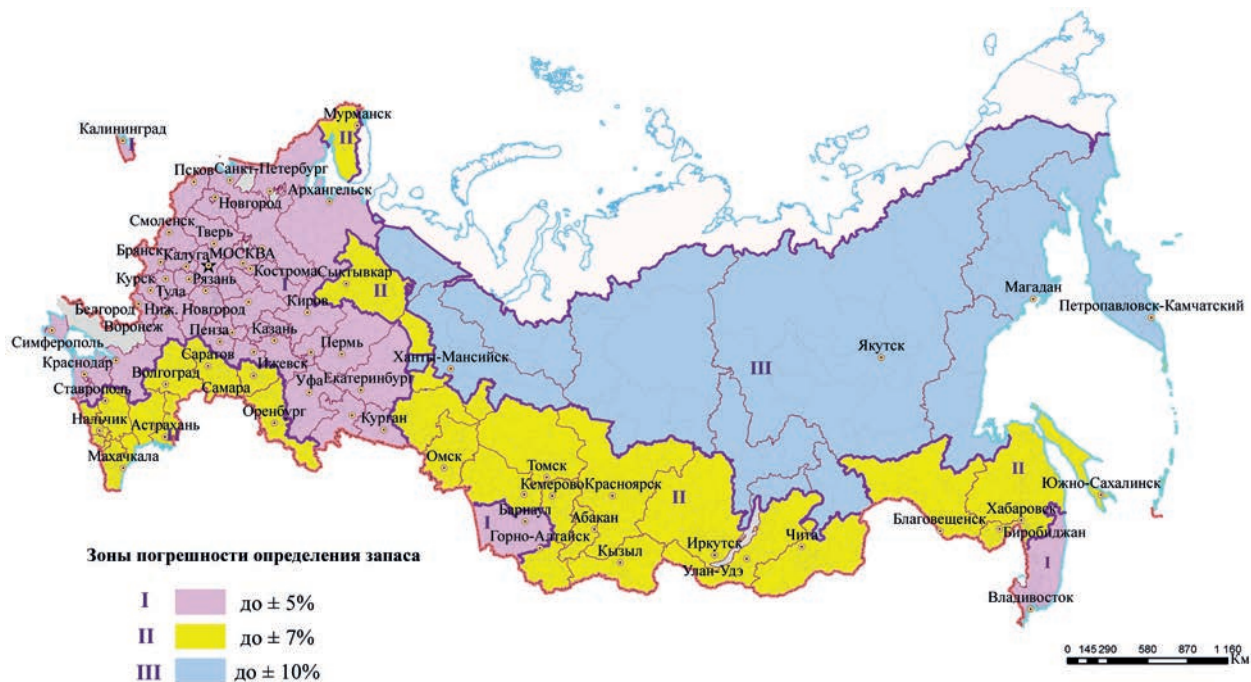 Мурманск
II
Калининград
I
Псков
Санкт-Петербург
Архангельск
Новгород
Смоленск
Тверь
Брянск
Калуга
МОСКВА
Кострома
Сыктывкар
Курск
Рязань
I
II
Тула
Киров
Магадан
Белгород
Ниж. Новгород
Петропавловск-Камчатский
Воронеж
Пенза
Казань
Симферополь
Пермь
Якутск
Саратов
Ижевск
Ханты-Мансийск
Краснодар
Волгоград
III
Самара
Уфа
Екатеринбург
Ставрополь
Нальчик
Астрахань
Оренбург
Курган
II
Махачкала
Омск
Томск
II
Кемерово
Красноярск
II
Южно-Сахалинск
Барнаул
I
Абакан
Хабаровск
Благовещенск
Биробиджан
Горно-Алтайск
Чита
Иркутск
Кызыл
Улан-Удэ
I
Владивосток
Зоны погрешности определения запаса
I до ± 5%
II до ± 7%
III до ± 10%
0 145 290 580 870 1 160
Км